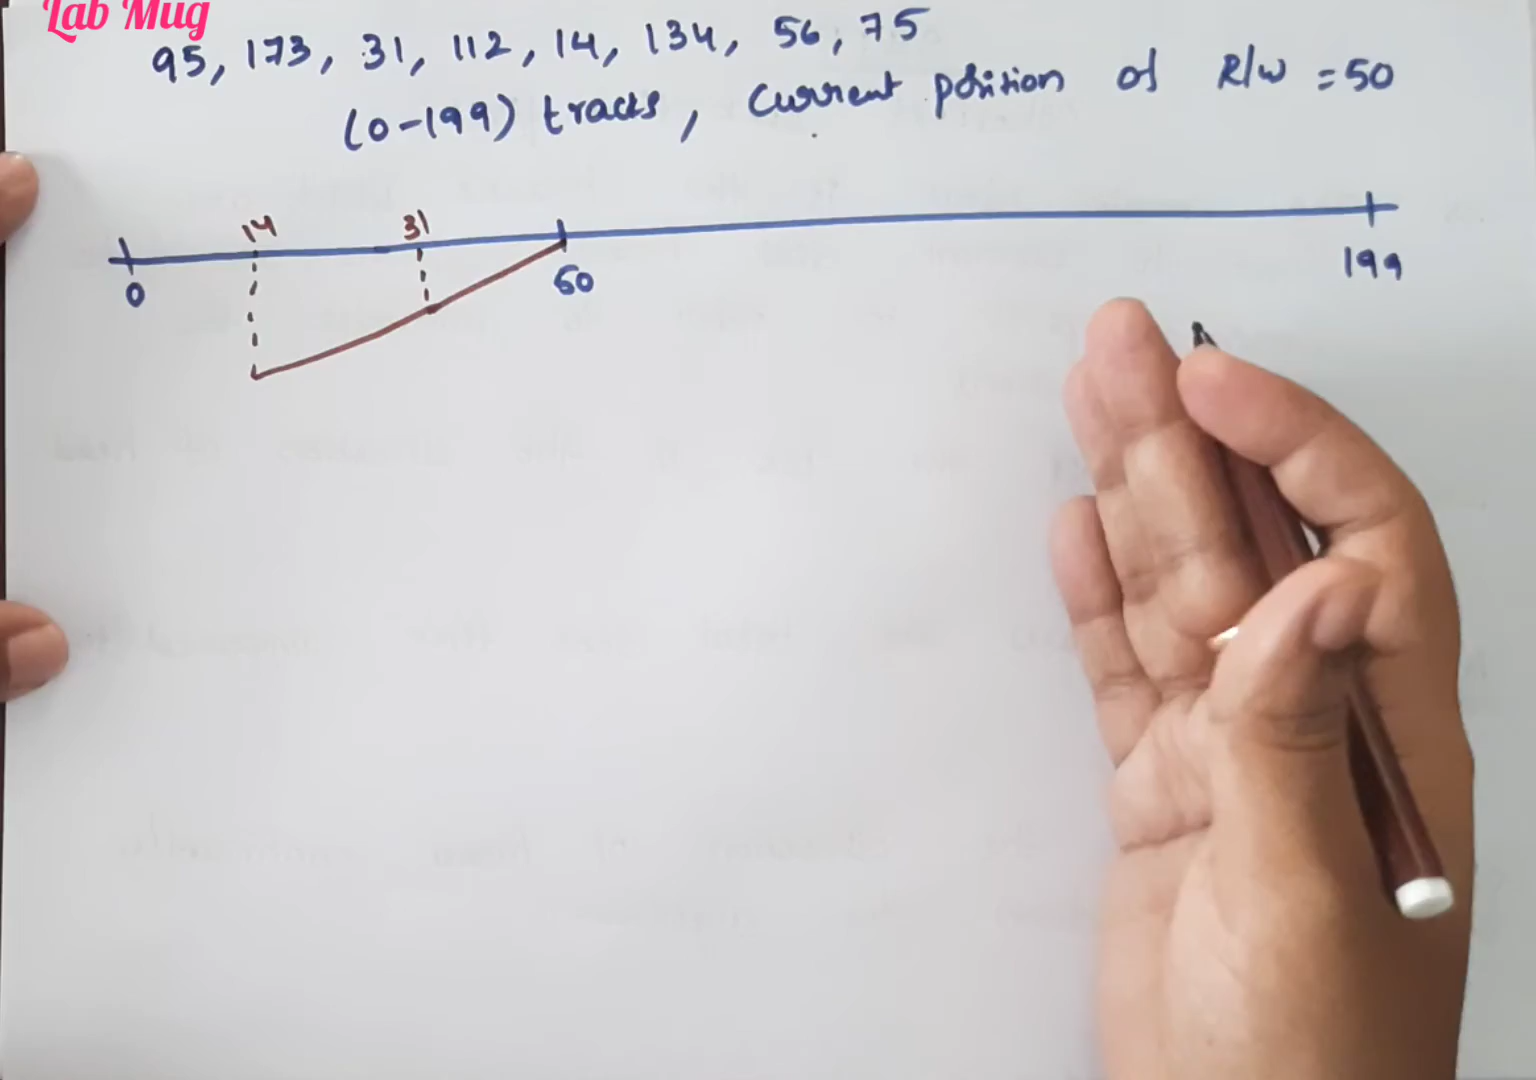 Lab Mug
95, 173, 31, 112, 14, 134, 56, 75
(0-199) tracts, Current position of R/W = 50
14 31
0 50 199